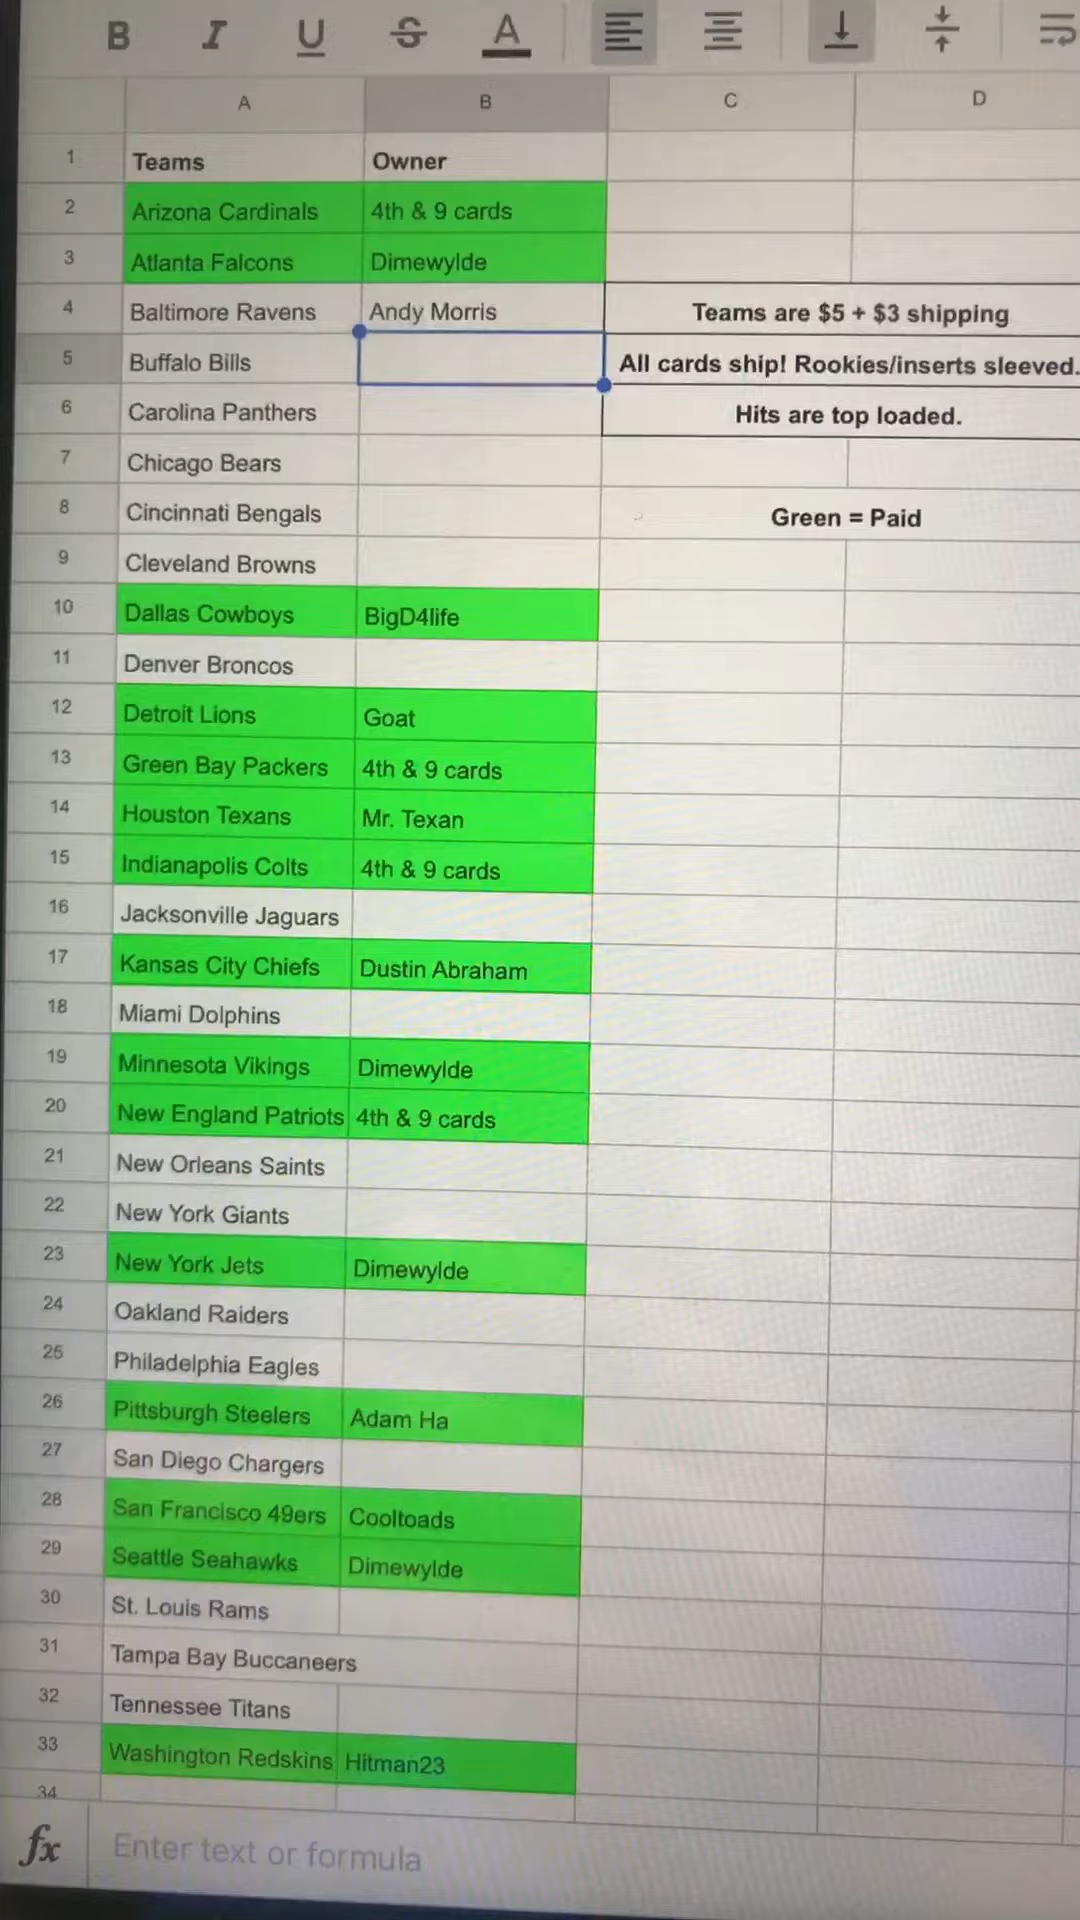 B I U S A
A B C D
1 Teams Owner
2 Arizona Cardinals 4th & 9 cards
3 Atlanta Falcons Dimewylde
4 Baltimore Ravens Andy Morris Teams are $5 + $3 shipping
5 Buffalo Bills All cards ship! Rookies/inserts sleeved.
6 Carolina Panthers Hits are top loaded.
7 Chicago Bears
8 Cincinnati Bengals Green = Paid
9 Cleveland Browns
10 Dallas Cowboys BigD4life
11 Denver Broncos
12 Detroit Lions Goat
13 Green Bay Packers 4th & 9 cards
14 Houston Texans Mr. Texan
15 Indianapolis Colts 4th & 9 cards
16 Jacksonville Jaguars
17 Kansas City Chiefs Dustin Abraham
18 Miami Dolphins
19 Minnesota Vikings Dimewylde
20 New England Patriots 4th & 9 cards
21 New Orleans Saints
22 New York Giants
23 New York Jets Dimewylde
24 Oakland Raiders
25 Philadelphia Eagles
26 Pittsburgh Steelers Adam Ha
27 San Diego Chargers
28 San Francisco 49ers Cooltoads
29 Seattle Seahawks Dimewylde
30 St. Louis Rams
31 Tampa Bay Buccaneers
32 Tennessee Titans
33 Washington Redskins Hitman23
34
fx Enter text or formula